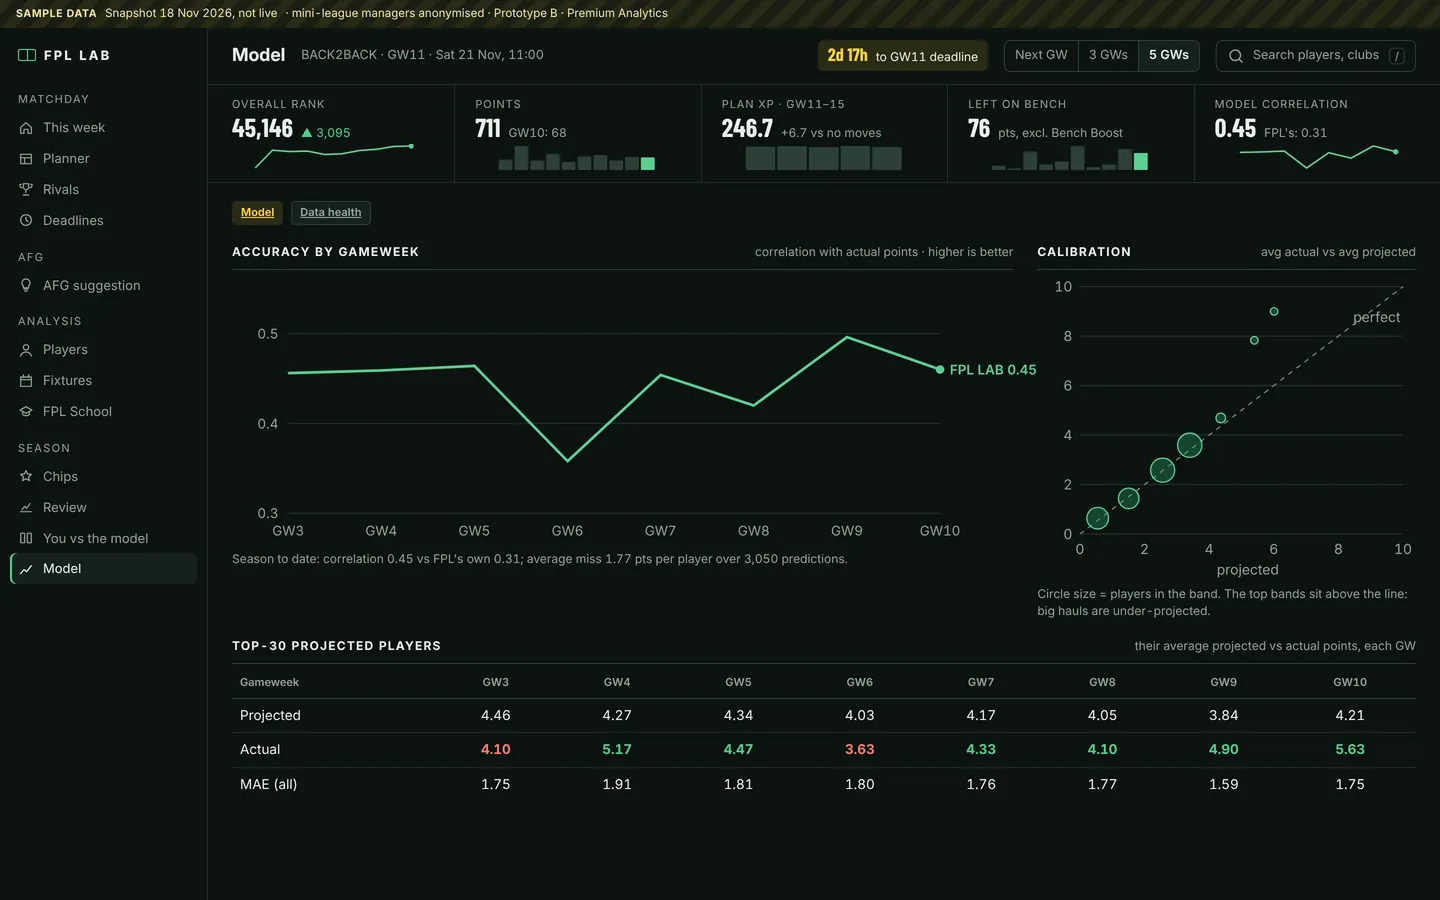 SAMPLE DATA Snapshot 18 Nov 2026, not live · mini-league managers anonymised · Prototype B · Premium Analytics
FPL LAB
MATCHDAY
This week
Planner
Rivals
Deadlines
AFG
AFG suggestion
ANALYSIS
Players
Fixtures
FPL School
SEASON
Chips
Review
You vs the model
Model
Model BACK2BACK · GW11 · Sat 21 Nov, 11:00
2d 17h to GW11 deadline
Next GW 3 GWs 5 GWs
Search players, clubs /
OVERALL RANK
45,146 ▲ 3,095
POINTS
711 GW10: 68
PLAN XP · GW11–15
246.7 +6.7 vs no moves
LEFT ON BENCH
76 pts, excl. Bench Boost
MODEL CORRELATION
0.45 FPL's: 0.31
Model Data health
ACCURACY BY GAMEWEEK correlation with actual points · higher is better
0.5
0.4
0.3
FPL LAB 0.45
GW3 GW4 GW5 GW6 GW7 GW8 GW9 GW10
Season to date: correlation 0.45 vs FPL's own 0.31; average miss 1.77 pts per player over 3,050 predictions.
CALIBRATION avg actual vs avg projected
10
8
6
4
2
0
perfect
0 2 4 6 8 10
projected
Circle size = players in the band. The top bands sit above the line:
big hauls are under-projected.
TOP-30 PROJECTED PLAYERS their average projected vs actual points, each GW
Gameweek GW3 GW4 GW5 GW6 GW7 GW8 GW9 GW10
Projected 4.46 4.27 4.34 4.03 4.17 4.05 3.84 4.21
Actual 4.10 5.17 4.47 3.63 4.33 4.10 4.90 5.63
MAE (all) 1.75 1.91 1.81 1.80 1.76 1.77 1.59 1.75